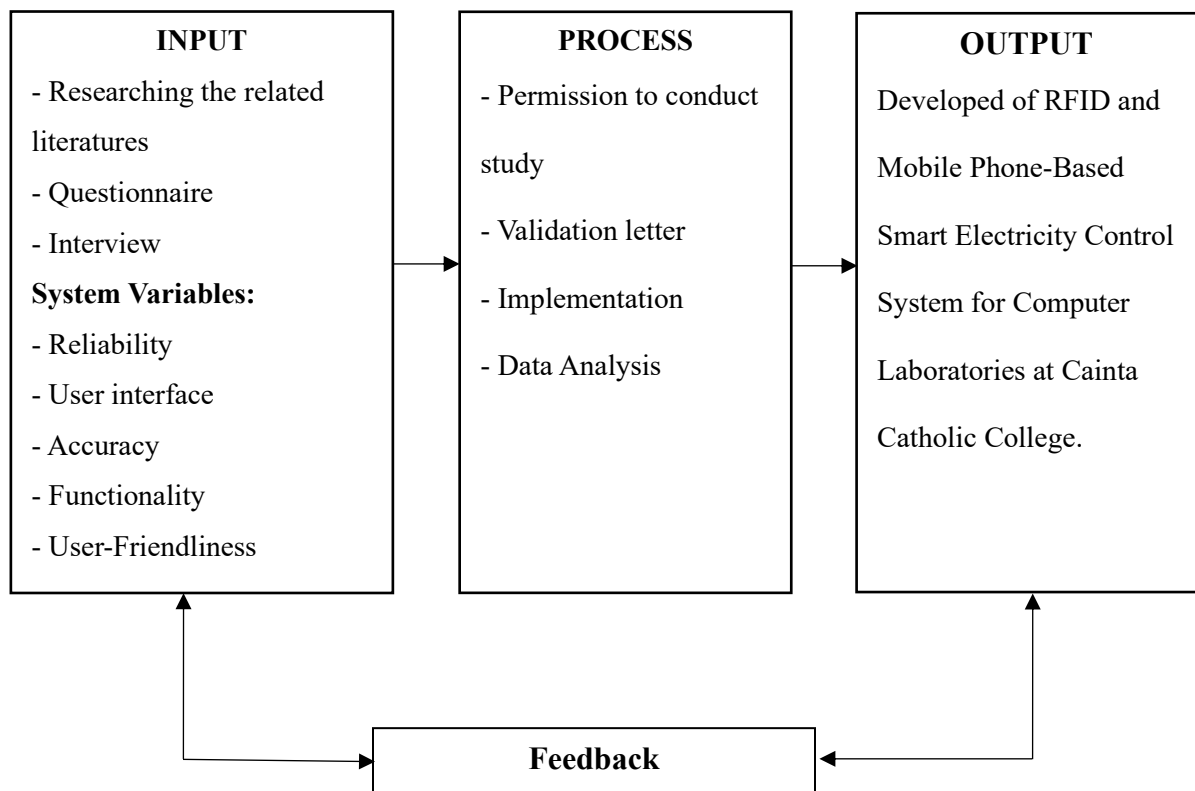 INPUT
- Researching the related
literatures
- Questionnaire
- Interview
System Variables:
- Reliability
- User interface
- Accuracy
- Functionality
- User-Friendliness
PROCESS
- Permission to conduct
study
- Validation letter
- Implementation
- Data Analysis
OUTPUT
Developed of RFID and
Mobile Phone-Based
Smart Electricity Control
System for Computer
Laboratories at Cainta
Catholic College.
Feedback